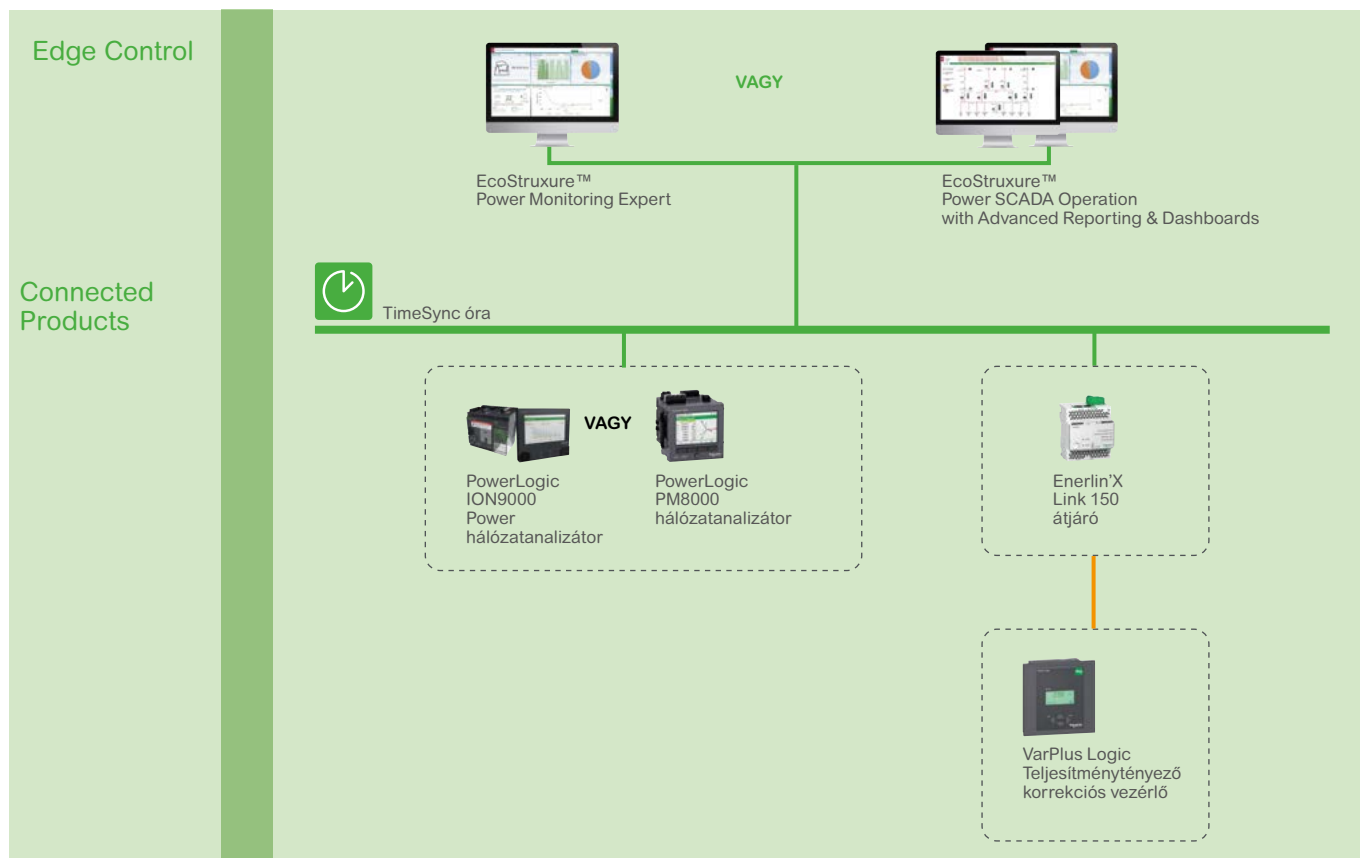 Edge Control
VAGY
EcoStruxure™
Power Monitoring Expert
EcoStruxure™
Power SCADA Operation
with Advanced Reporting & Dashboards
Connected
Products
TimeSync óra
VAGY
PowerLogic
ION9000
Power
hálózatanalizátor
PowerLogic
PM8000
hálózatanalizátor
Enerlin’X
Link 150
átjáró
VarPlus Logic
Teljesítménytényező
korrekciós vezérlő